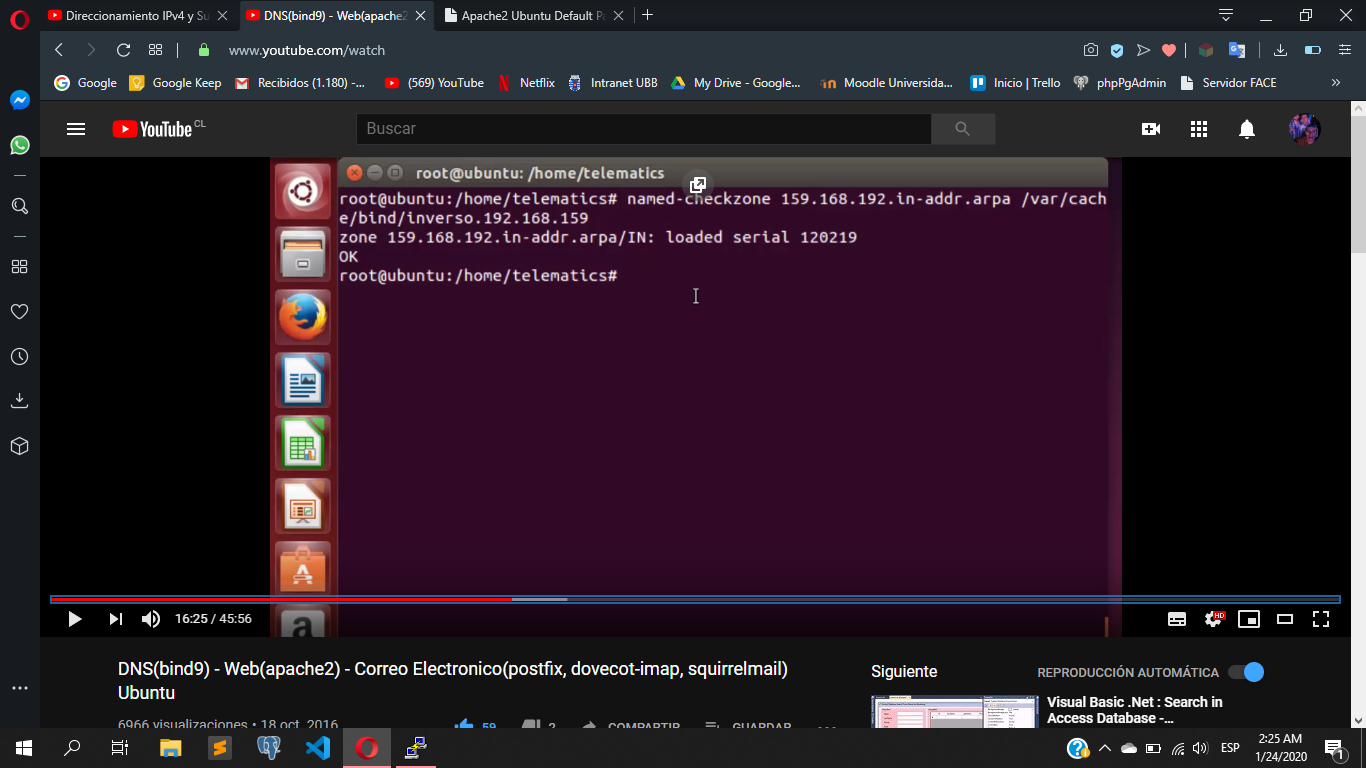 Direccionamiento IPv4 y Su
DNS(bind9) - Web(apache2
Apache2 Ubuntu Default Pa
www.youtube.com/watch
Google
Google Keep
Recibidos (1.180) -...
(569) YouTube
Netflix
Intranet UBB
My Drive - Google...
Moodle Universida...
Inicio | Trello
phpPgAdmin
Servidor FACE
»
YouTube CL
Buscar
root@ubuntu: /home/telematics
root@ubuntu:/home/telematics# named-checkzone 159.168.192.in-addr.arpa /var/cach
e/bind/inverso.192.168.159
zone 159.168.192.in-addr.arpa/IN: loaded serial 120219
OK
root@ubuntu:/home/telematics#
16:25 / 45:56
HD
DNS(bind9) - Web(apache2) - Correo Electronico(postfix, dovecot-imap, squirrelmail)
Ubuntu
6966 visualizaciones • 18 oct. 2016
59
2
COMPARTIR
GUARDAR
Siguiente
REPRODUCCIÓN AUTOMÁTICA
Visual Basic .Net : Search in
Access Database -...
ESP
2:25 AM
1/24/2020
1